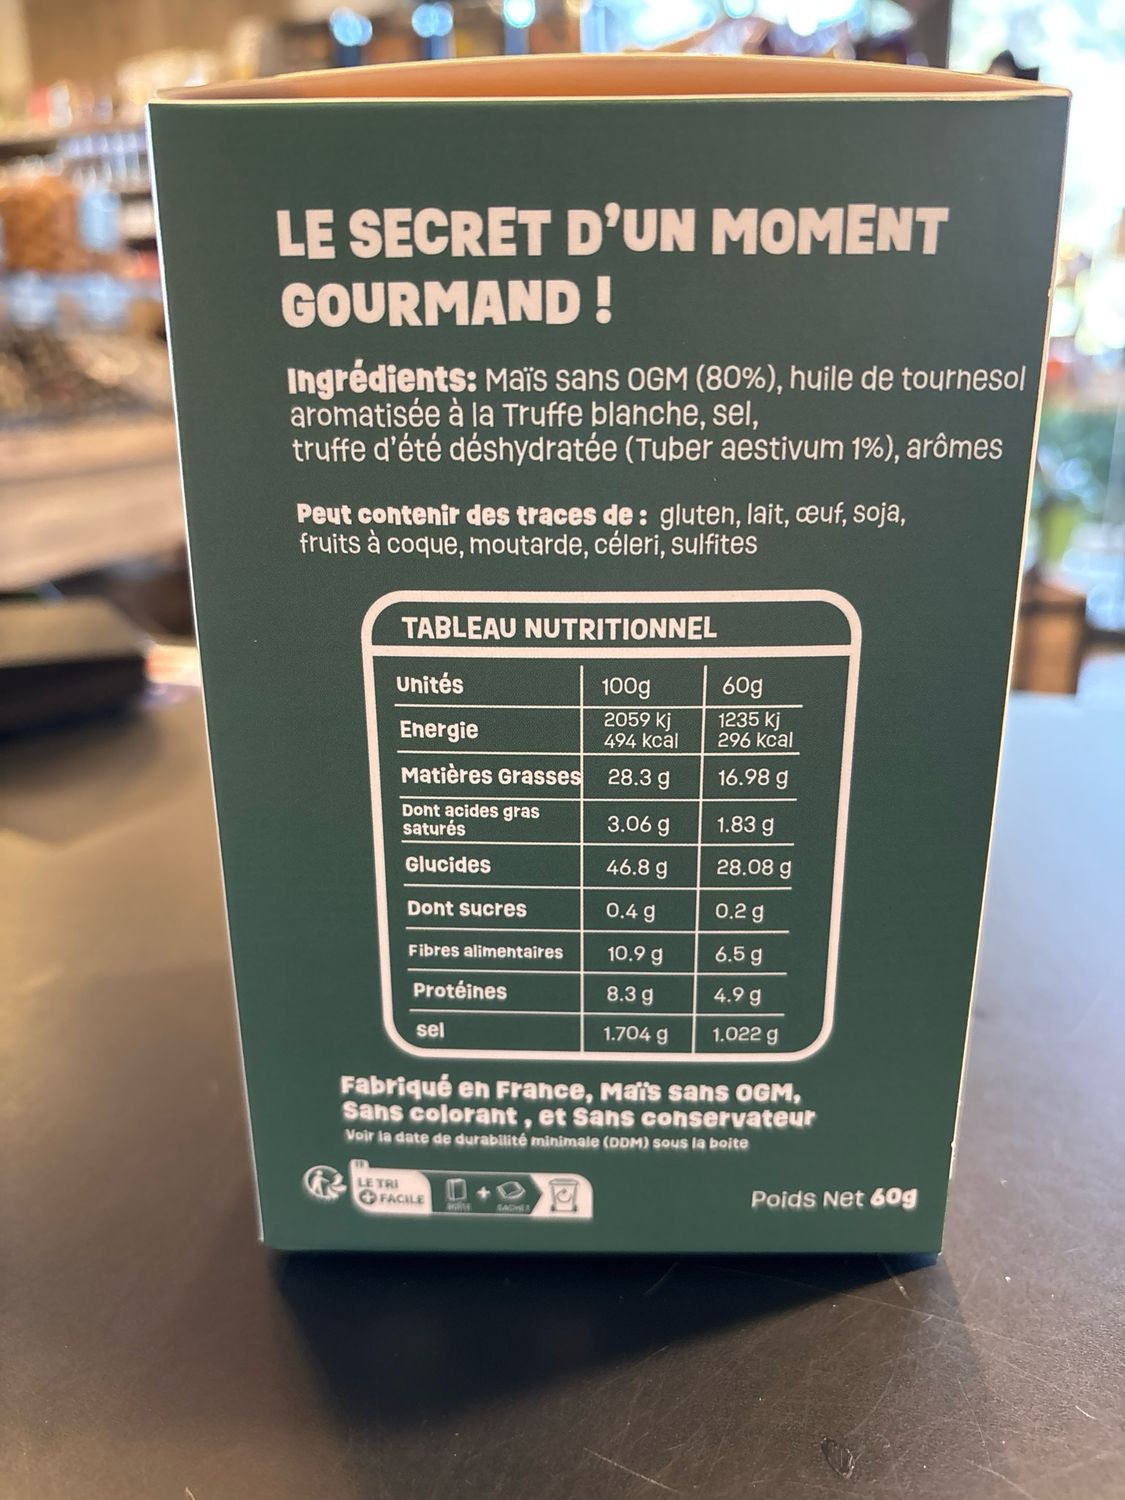 LE SECRET D'UN MOMENT
GOURMAND !
Ingrédients: Maïs sans OGM (80%), huile de tournesol
aromatisée à la Truffe blanche, sel,
truffe d'été déshydratée (Tuber aestivum 1%), arômes
Peut contenir des traces de : gluten, lait, œuf, soja,
fruits à coque, moutarde, céleri, sulfites
TABLEAU NUTRITIONNEL
Unités 100g 60g
Energie 2059 kj 494 kcal 1235 kj 296 kcal
Matières Grasses 28.3 g 16.98 g
Dont acides gras saturés 3.06 g 1.83 g
Glucides 46.8 g 28.08 g
Dont sucres 0.4 g 0.2 g
Fibres alimentaires 10.9 g 6.5 g
Protéines 8.3 g 4.9 g
sel 1.704 g 1.022 g
Fabriqué en France, Maïs sans OGM,
Sans colorant , et Sans conservateur
Voir la date de durabilité minimale (DDM) sous la boite
FR
LE TRI
+ FACILE
BOÎTE + SACHET
Poids Net 60g